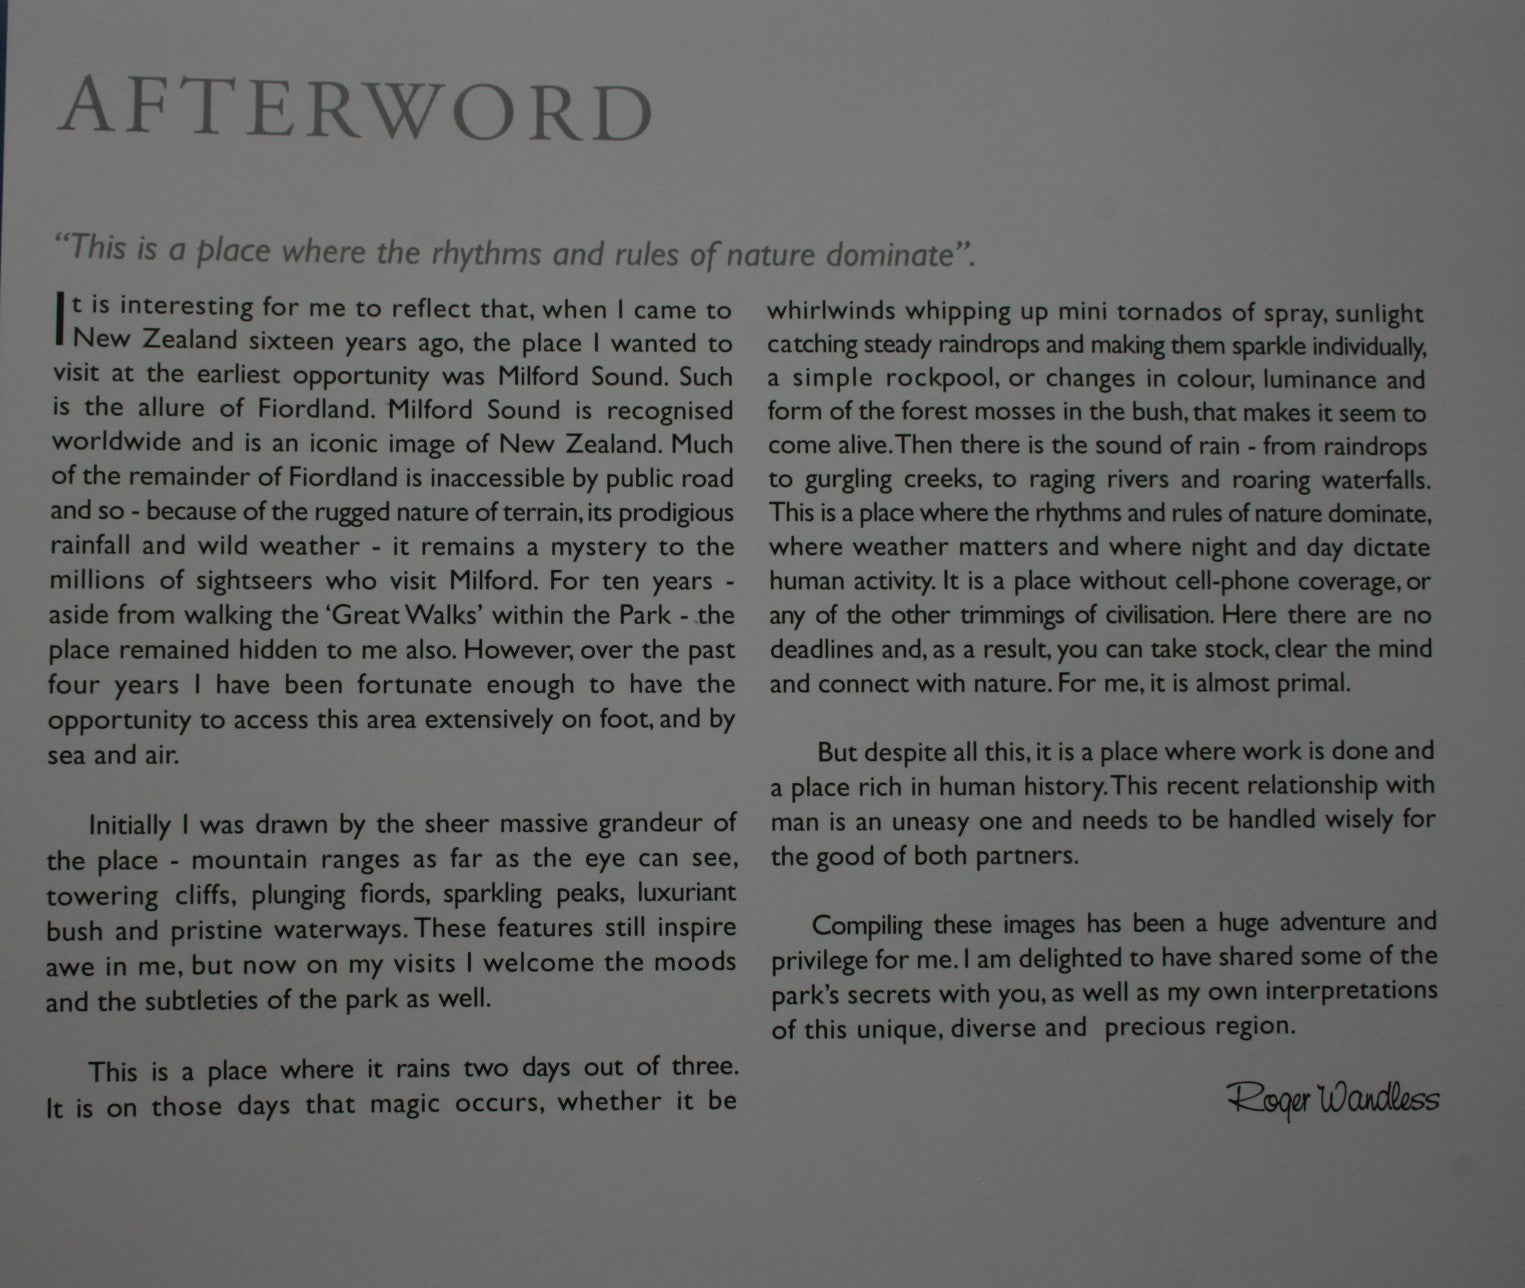 AFTERWORD
“This is a place where the rhythms and rules of nature dominate”.
It is interesting for me to reflect that, when I came to
New Zealand sixteen years ago, the place I wanted to
visit at the earliest opportunity was Milford Sound. Such
is the allure of Fiordland. Milford Sound is recognised
worldwide and is an iconic image of New Zealand. Much
of the remainder of Fiordland is inaccessible by public road
and so - because of the rugged nature of terrain, its prodigious
rainfall and wild weather - it remains a mystery to the
millions of sightseers who visit Milford. For ten years -
aside from walking the ‘Great Walks’ within the Park - the
place remained hidden to me also. However, over the past
four years I have been fortunate enough to have the
opportunity to access this area extensively on foot, and by
sea and air.
Initially I was drawn by the sheer massive grandeur of
the place - mountain ranges as far as the eye can see,
towering cliffs, plunging fiords, sparkling peaks, luxuriant
bush and pristine waterways. These features still inspire
awe in me, but now on my visits I welcome the moods
and the subtleties of the park as well.
This is a place where it rains two days out of three.
It is on those days that magic occurs, whether it be
whirlwinds whipping up mini tornados of spray, sunlight
catching steady raindrops and making them sparkle individually,
a simple rockpool, or changes in colour, luminance and
form of the forest mosses in the bush, that makes it seem to
come alive. Then there is the sound of rain - from raindrops
to gurgling creeks, to raging rivers and roaring waterfalls.
This is a place where the rhythms and rules of nature dominate,
where weather matters and where night and day dictate
human activity. It is a place without cell-phone coverage, or
any of the other trimmings of civilisation. Here there are no
deadlines and, as a result, you can take stock, clear the mind
and connect with nature. For me, it is almost primal.
But despite all this, it is a place where work is done and
a place rich in human history. This recent relationship with
man is an uneasy one and needs to be handled wisely for
the good of both partners.
Compiling these images has been a huge adventure and
privilege for me. I am delighted to have shared some of the
park’s secrets with you, as well as my own interpretations
of this unique, diverse and precious region.
Roger Wandless